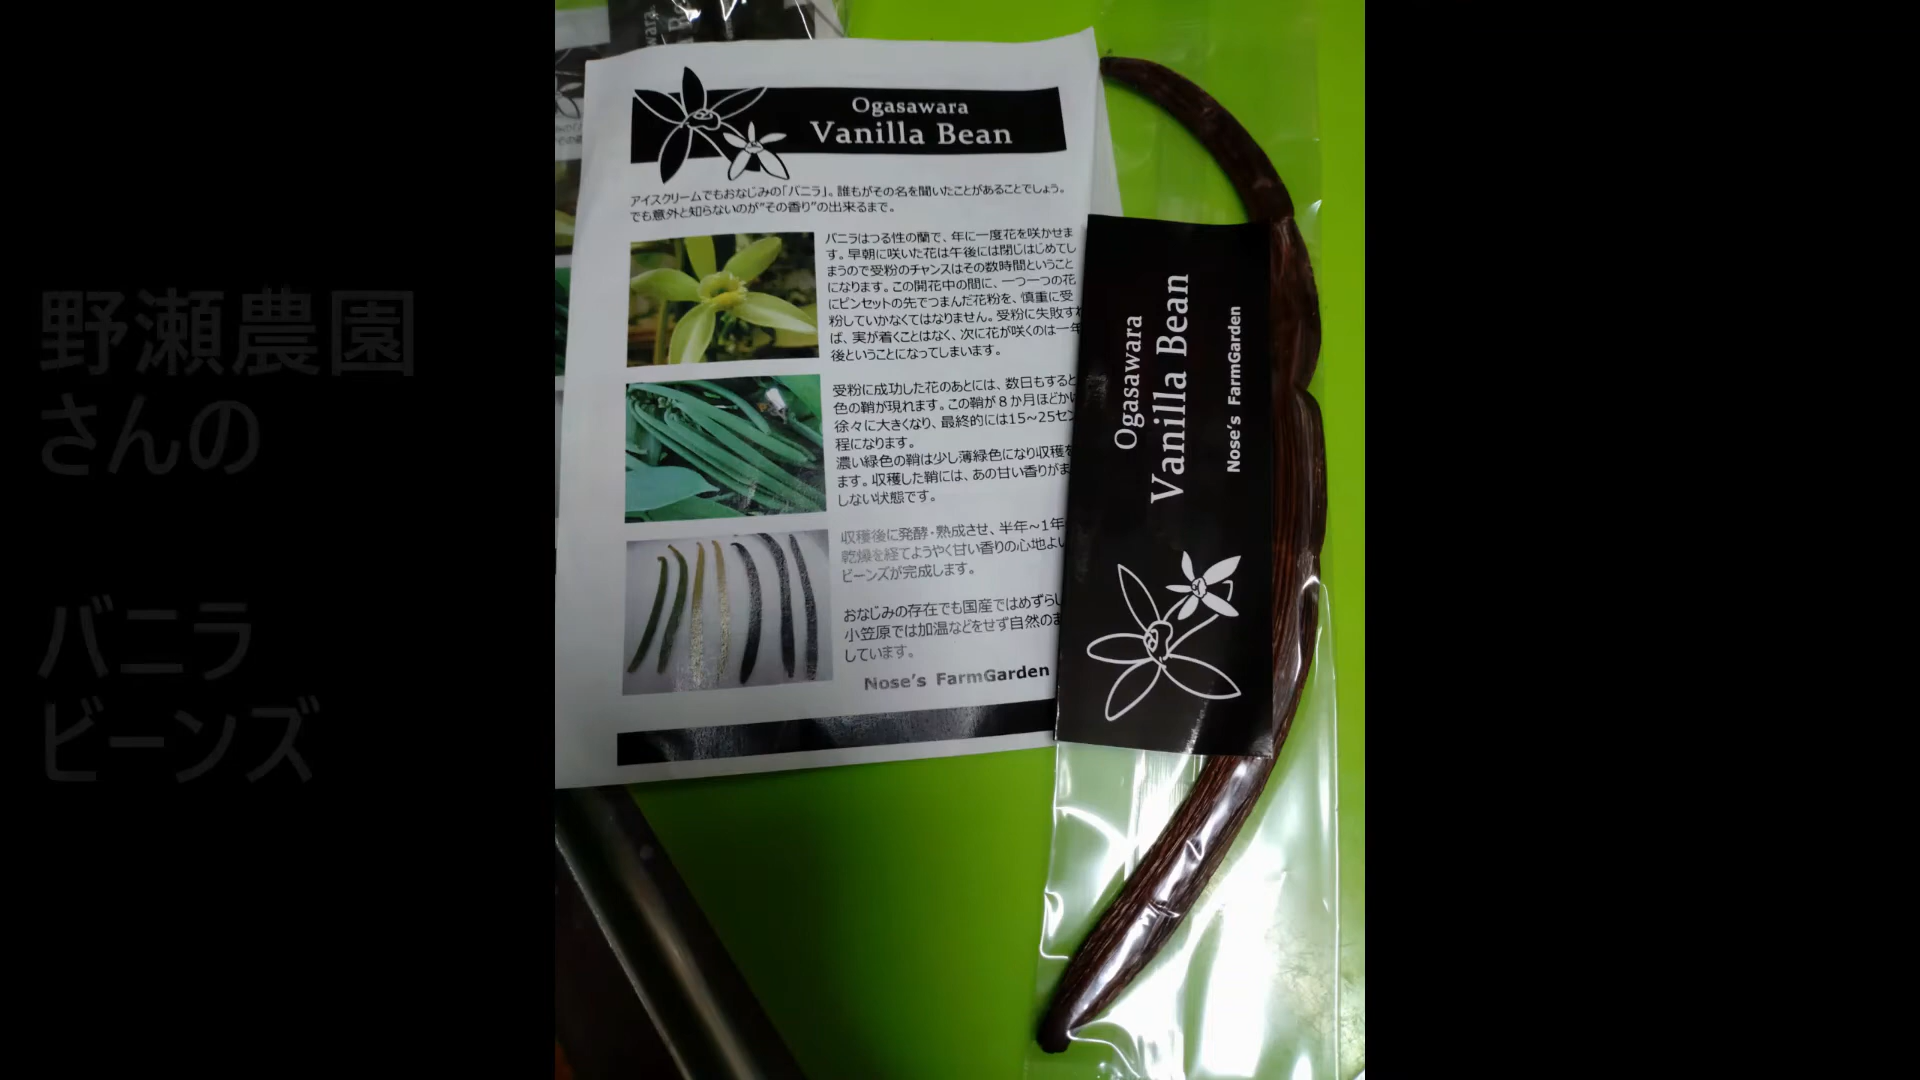 野瀬農園
さんの
バニラ
ビーンズ
Ogasawara
Vanilla Bean
アイスクリームでもおなじみの「バニラ」。誰もがその名を聞いたことがあることでしょう。
でも意外と知らないのが"その香り"の出来るまで。
バニラはつる性の蘭で、年に一度花を咲かせま
す。早朝に咲いた花は午後には閉じはじめてし
まうので受粉のチャンスはその数時間ということ
になります。この開花中の間に、一つ一つの花
にピンセットの先でつまんだ花粉を、慎重に受
粉していかなくてはなりません。受粉に失敗すれ
ば、実が着くことはなく、次に花が咲くのは一年
後ということになってしまいます。
受粉に成功した花のあとには、数日もすると
色の鞘が現れます。この鞘が8か月ほどか
徐々に大きくなり、最終的には15~25セン
程になります。
濃い緑色の鞘は少し薄緑色になり収穫を
ます。収穫した鞘には、あの甘い香りがま
しない状態です。
収穫後に発酵・熟成させ、半年~1年
乾燥を経てようやく甘い香りの心地よい
ビーンズが完成します。
おなじみの存在でも国産ではめずらし
小笠原では加温などをせず自然のま
しています。
Nose's FarmGarden
Ogasawara
Vanilla Bean
Nose's FarmGarden